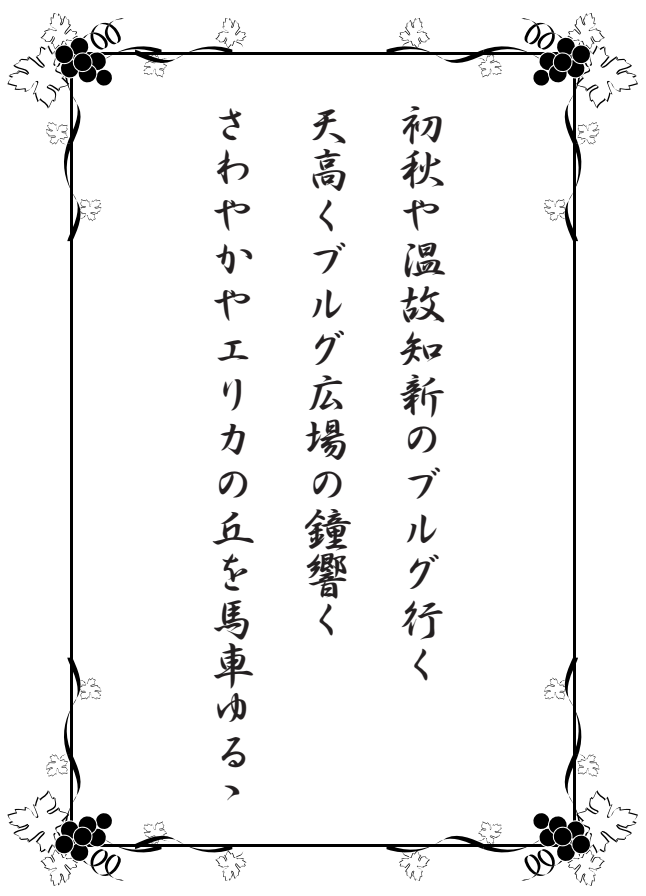 初秋や温故知新のブルグ行く
天高くブルグ広場の鐘響く
さわやかやエリカの丘を馬車ゆるヽ